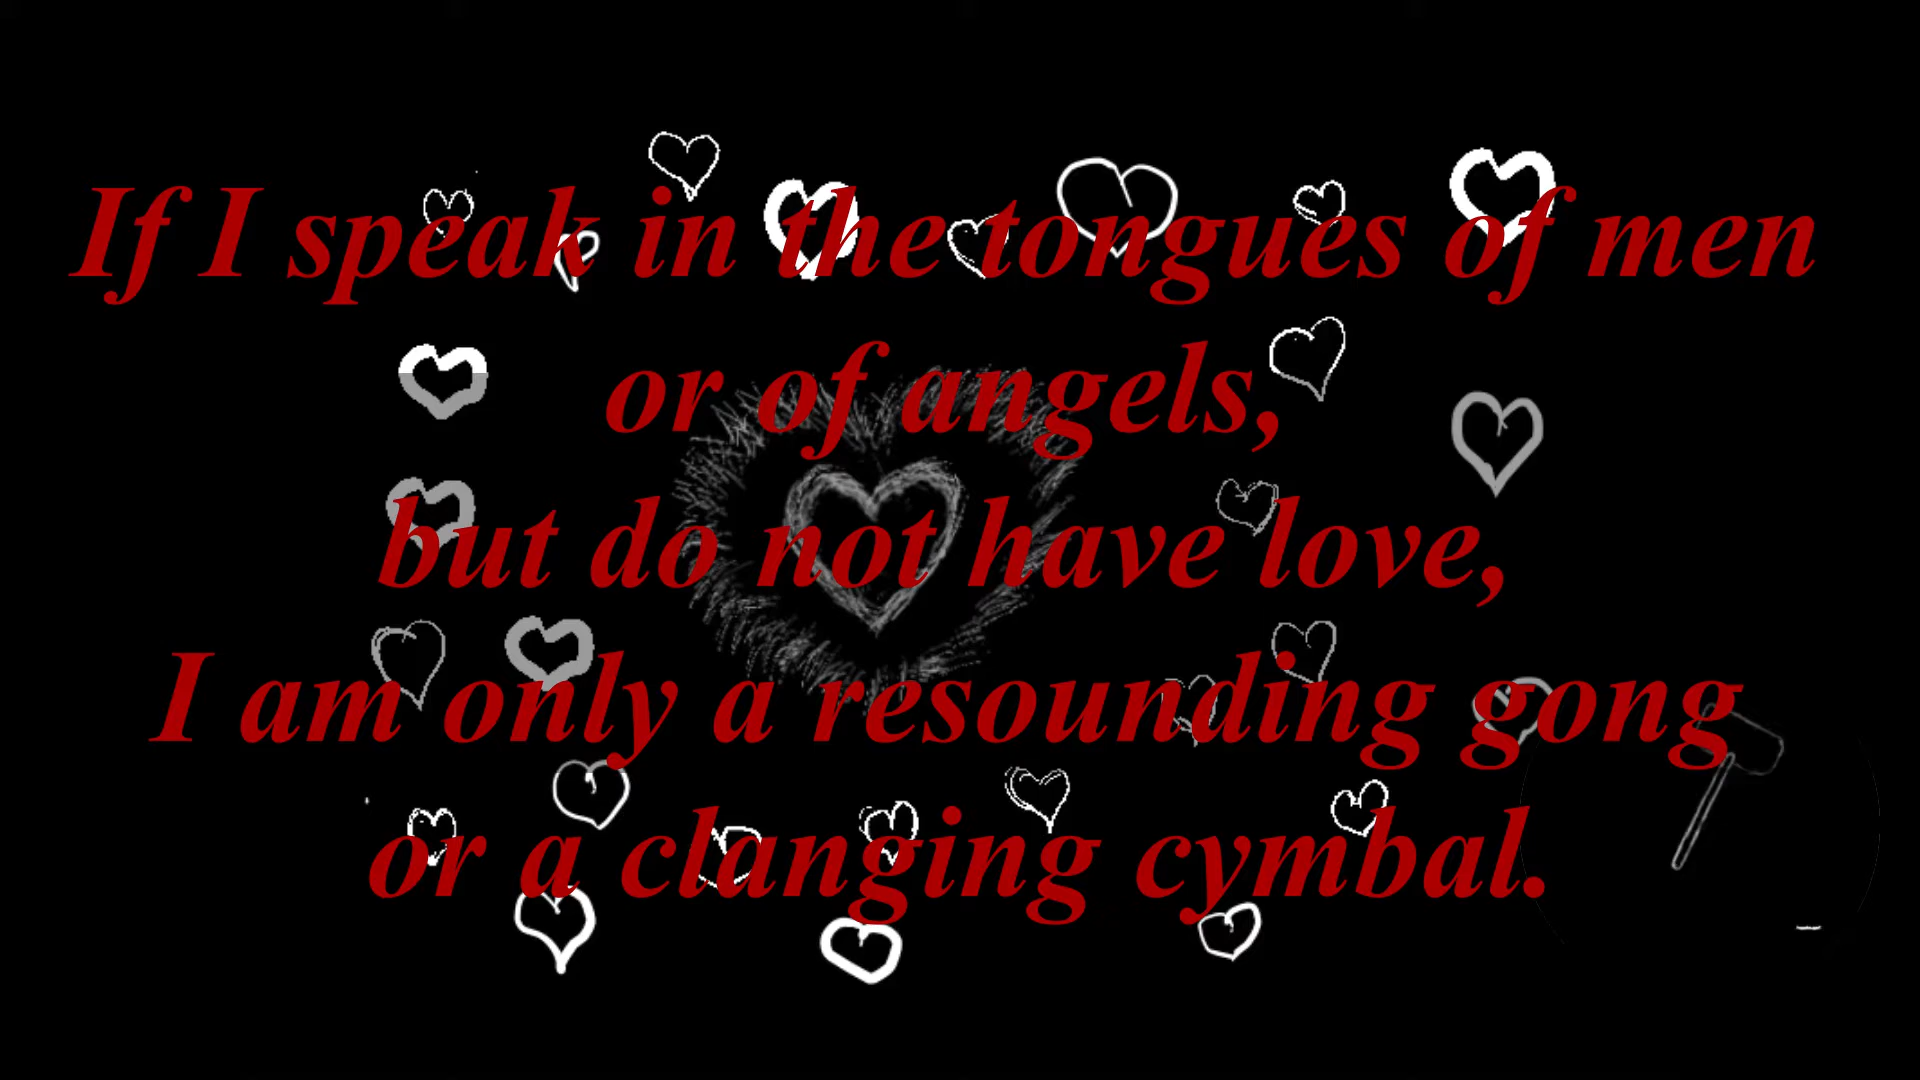 If I speak in the tongues of men
or of angels,
but do not have love,
I am only a resounding gong
or a clanging cymbal.